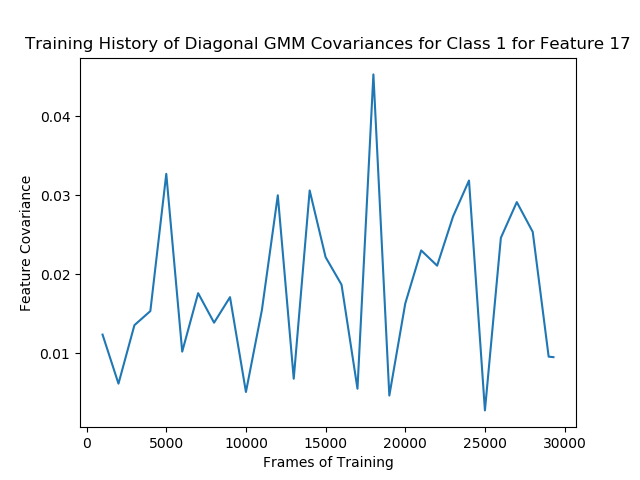 Training History of Diagonal GMM Covariances for Class 1 for Feature 17
0.04
0.03
0.02
0.01
Feature Covariance
0 5000 10000 15000 20000 25000 30000
Frames of Training